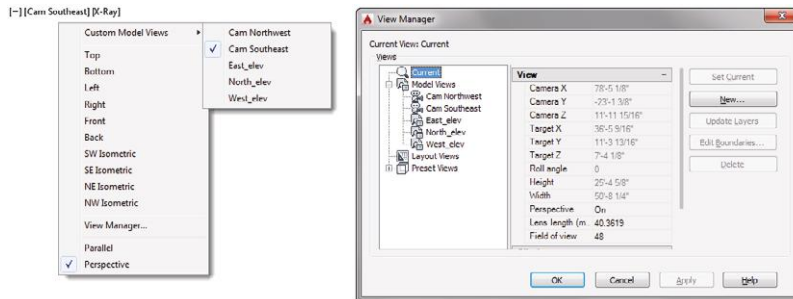 [−] [Cam Southeast] [X-Ray]
Custom Model Views
Top
Bottom
Left
Right
Front
Back
SW Isometric
SE Isometric
NE Isometric
NW Isometric
View Manager...
Parallel
✓ Perspective
Cam Northwest
✓ Cam Southeast
East_elev
North_elev
West_elev
View Manager
Current View: Current
Views
Current
Model Views
Cam Northwest
Cam Southeast
East_elev
North_elev
West_elev
Layout Views
Preset Views
View
Camera X 78'-5 1/8"
Camera Y -23'-1 3/8"
Camera Z 11'-11 15/16"
Target X 36'-5 9/16"
Target Y 11'-3 13/16"
Target Z 7'-4 1/8"
Roll angle 0
Height 25'-4 5/8"
Width 50'-8 1/4"
Perspective On
Lens length (m 40.3619
Field of view 48
Set Current
New...
Update Layers
Edit Boundaries...
Delete
OK
Cancel
Apply
Help